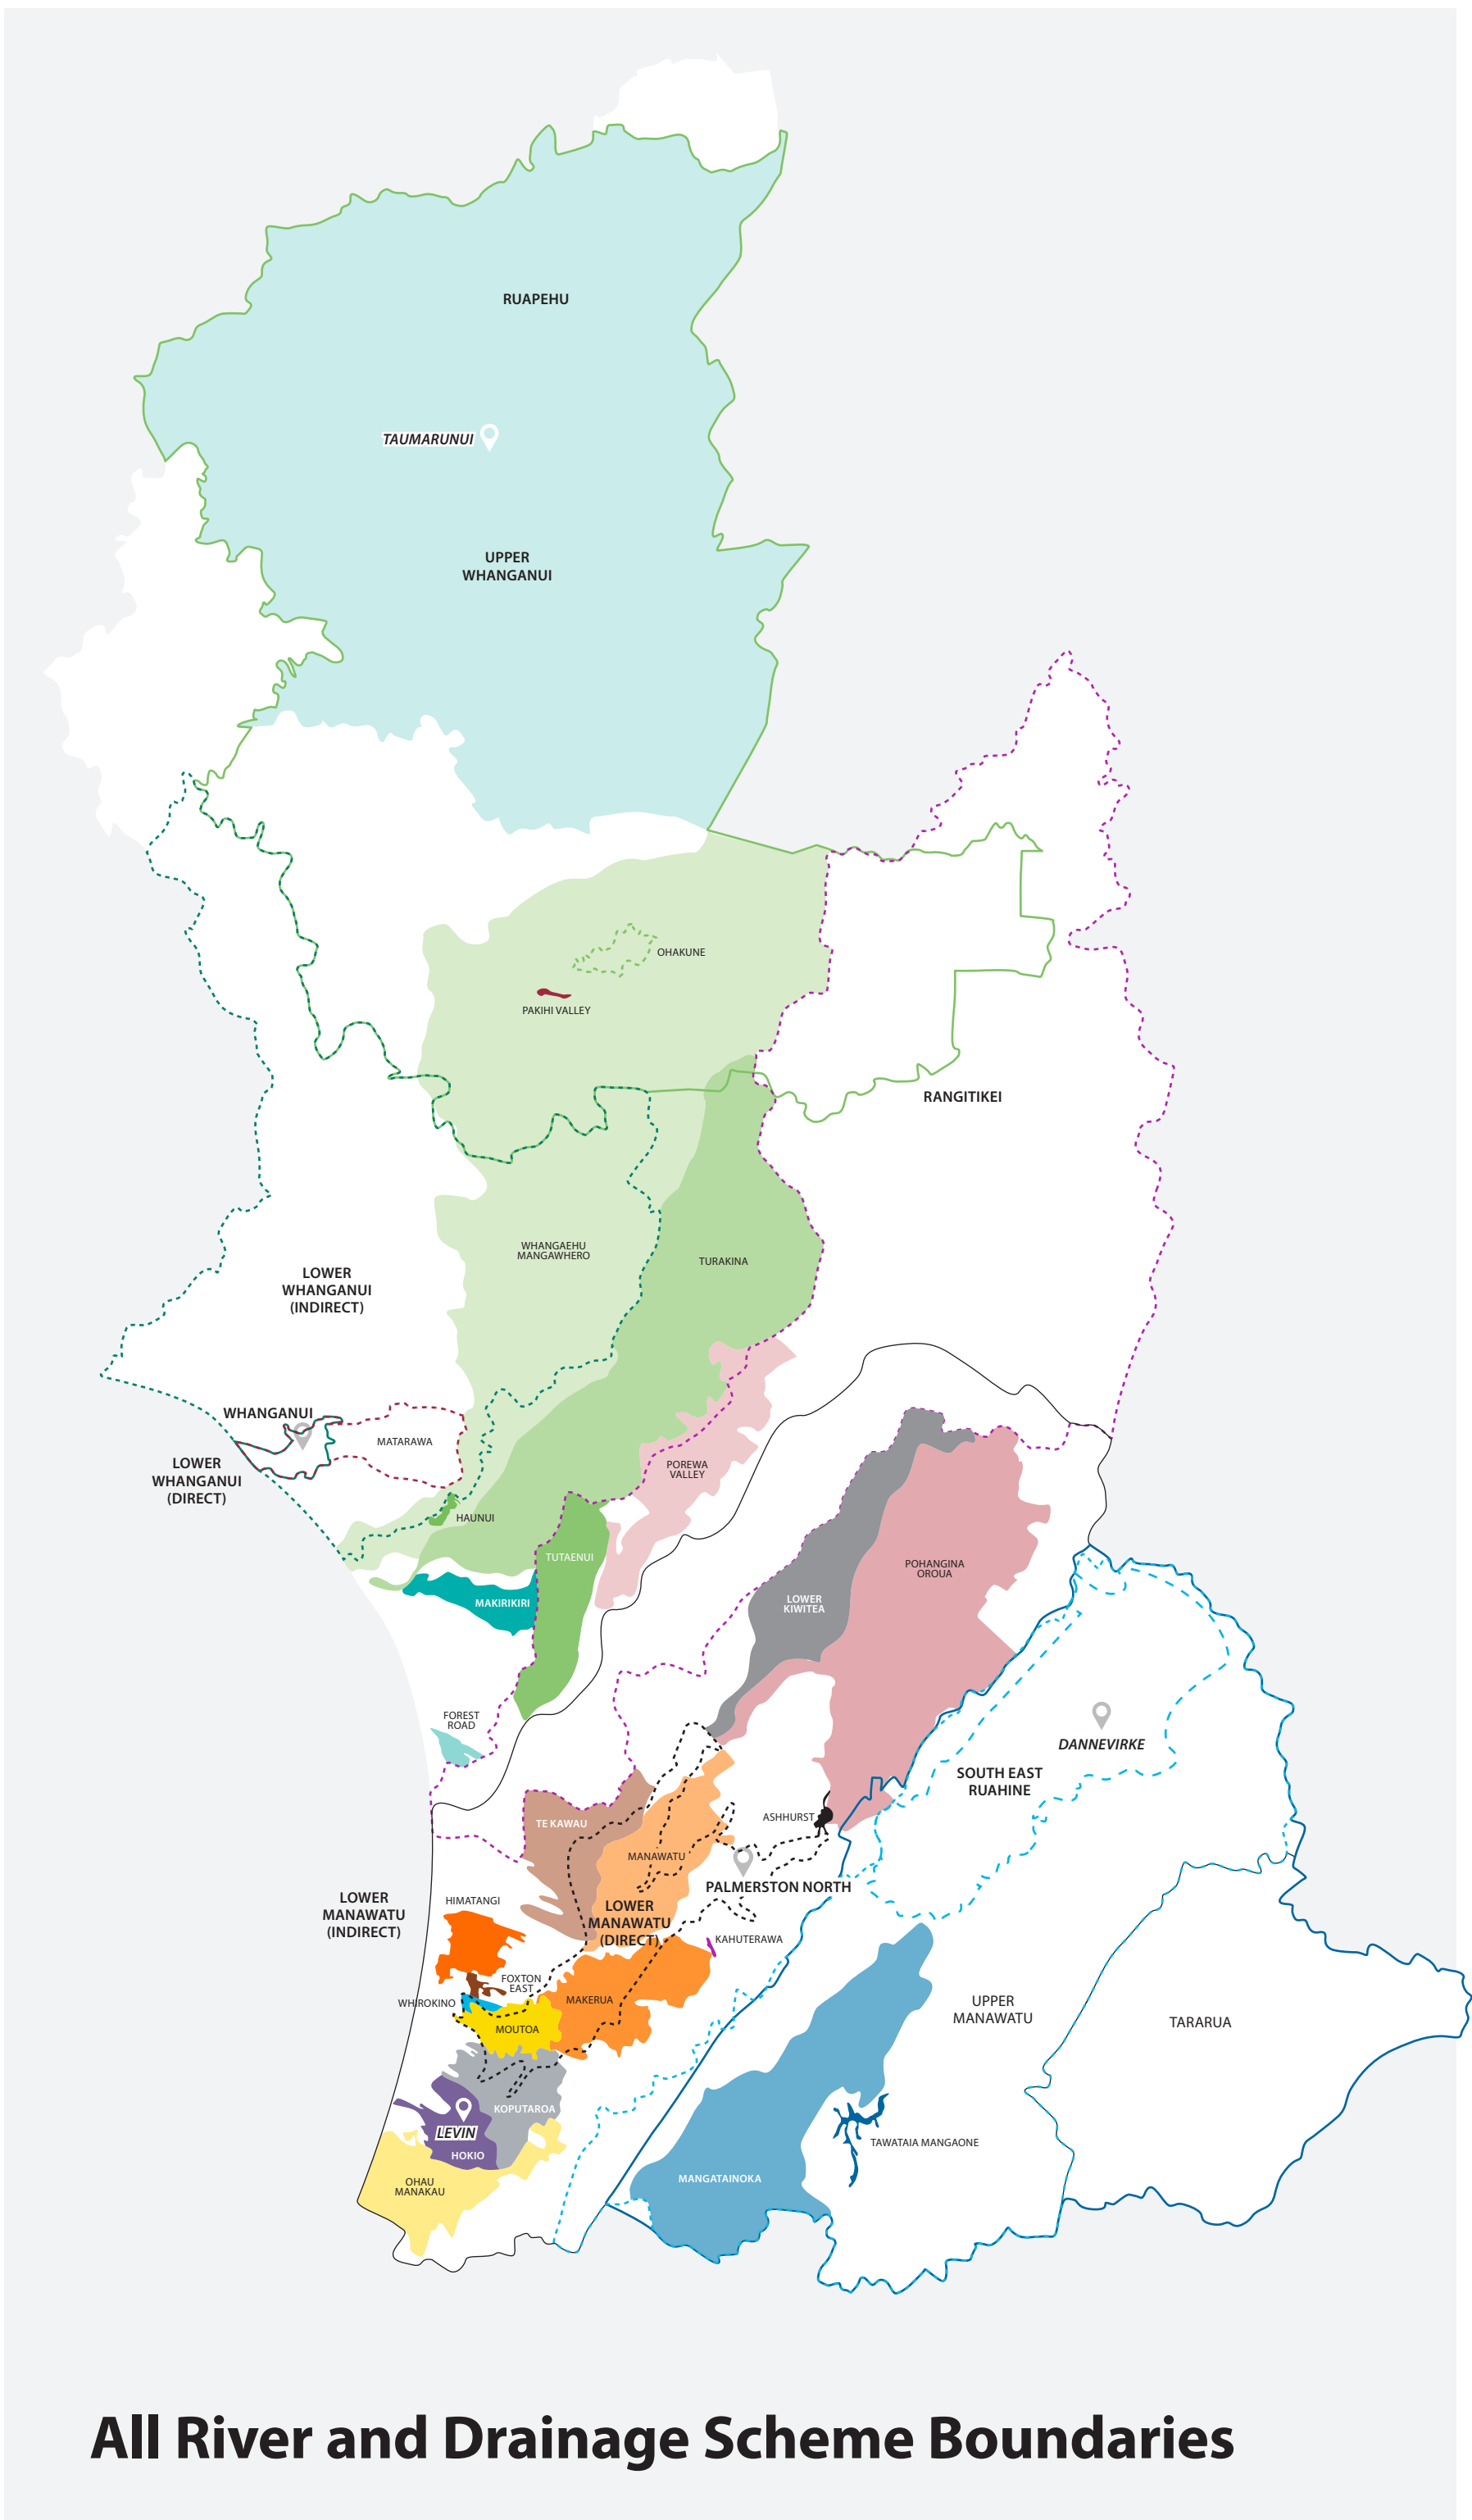 RUAPEHU
TAUMARUNUI
UPPER
WHANGANUI
OHAKUNE
PAKIHI VALLEY
RANGITIKEI
WHANGAEHU
MANGAWHERO
TURAKINA
LOWER
WHANGANUI
(INDIRECT)
WHANGANUI
MATARAWA
LOWER
WHANGANUI
(DIRECT)
POREWA
VALLEY
HAUNUI
TUTAENUI
POHANGINA
OROUA
MAKIRIKIRI
LOWER
KIWITEA
FOREST
ROAD
DANNEVIRKE
SOUTH EAST
RUAHINE
ASHHURST
TE KAWAU
MANAWATU
PALMERSTON NORTH
LOWER
MANAWATU
(INDIRECT)
HIMATANGI
LOWER
MANAWATU
(DIRECT)
KAHUTERAWA
FOXTON
EAST
WHIROKINO
MAKERUA
MOUTOA
UPPER
MANAWATU
TARARUA
KOPUTAROA
LEVIN
HOKIO
TAWATAIA MANGAONE
OHAU
MANAKAU
MANGATAINOKA
All River and Drainage Scheme Boundaries